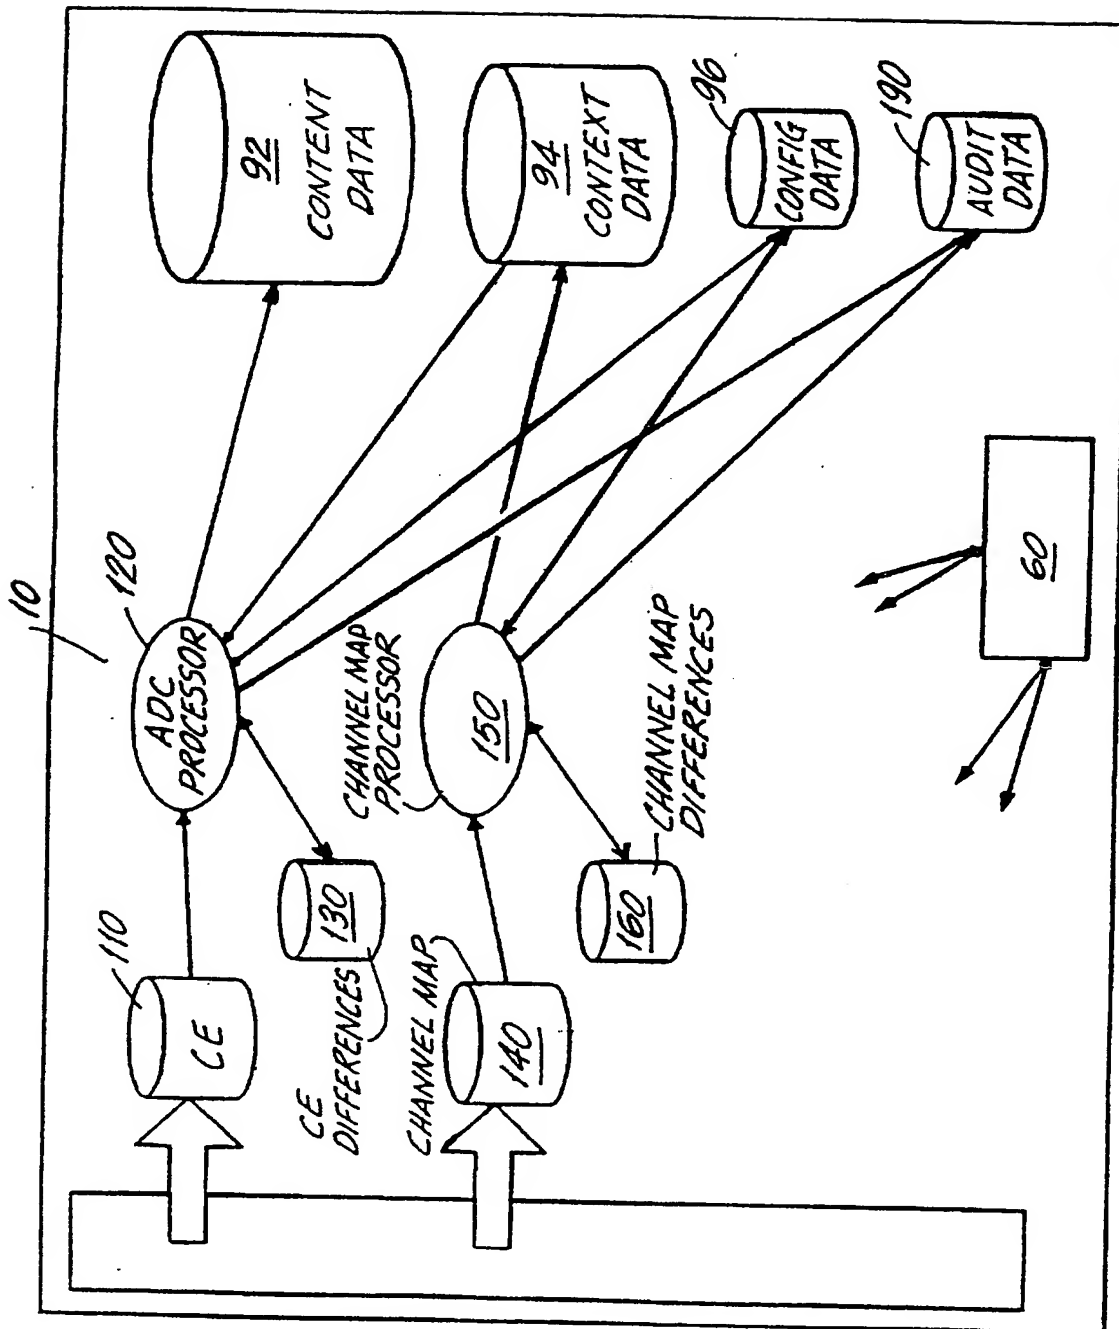 10
110
CE
120
ADC
PROCESSOR
92
CONTENT
DATA
130
CE
DIFFERENCES
CHANNEL MAP
PROCESSOR
94
CONTEXT
DATA
CHANNEL MAP
140
150
96
CONFIG
DATA
160
CHANNEL MAP
DIFFERENCES
190
AUDIT
DATA
60